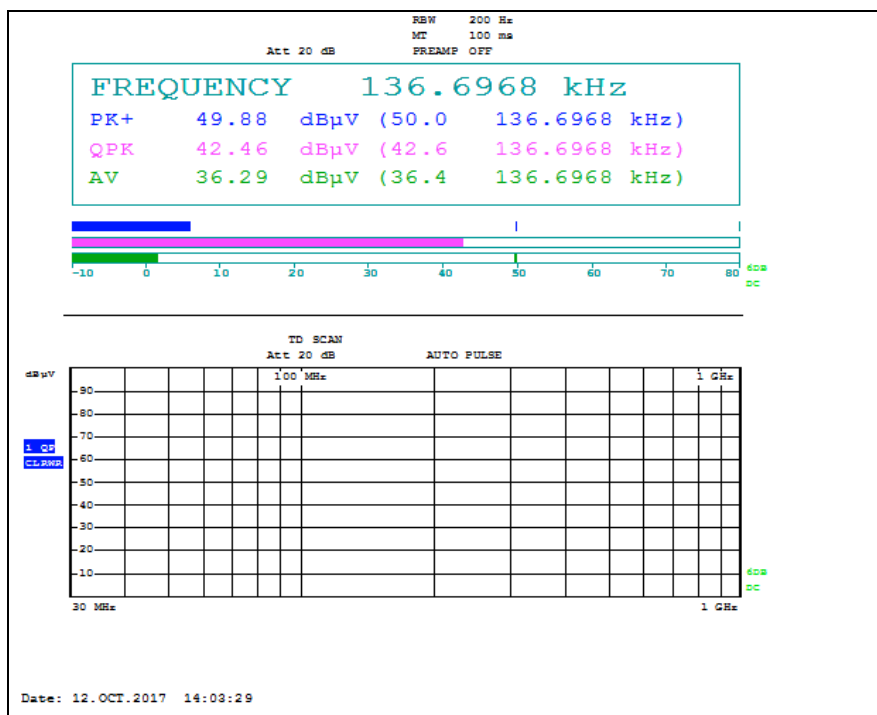 RBW 200 Hz
MT 100 ms
Att 20 dB PREAMP OFF
FREQUENCY 136.6968 kHz
PK+ 49.88 dBµV (50.0 136.6968 kHz)
QPK 42.46 dBµV (42.6 136.6968 kHz)
AV 36.29 dBµV (36.4 136.6968 kHz)
-10 0 10 20 30 40 50 60 70 80
6DB
DC
TD SCAN
Att 20 dB AUTO PULSE
dBµV
100 MHz 1 GHz
90
80
70
1 QP
CLRWR
60
50
40
30
20
10
6DB
DC
30 MHz 1 GHz
Date: 12.OCT.2017 14:03:29